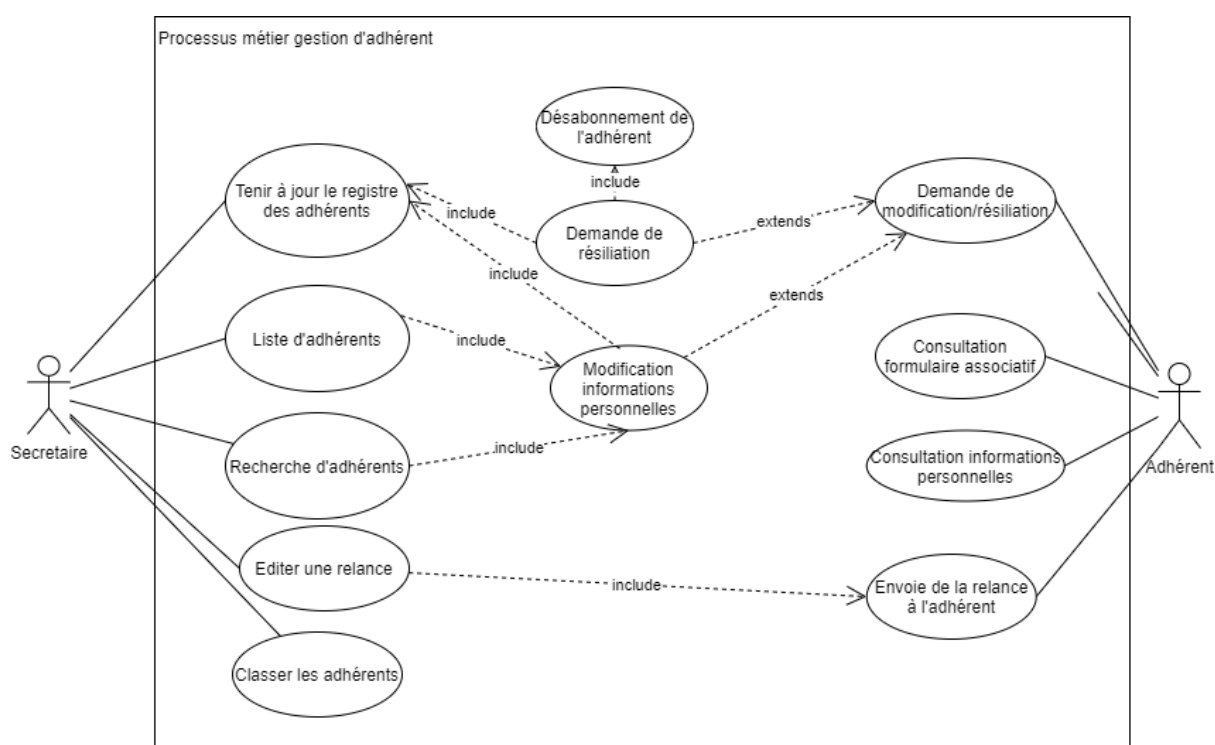 Processus métier gestion d'adhérent
Désabonnement de
l'adhérent
include
Tenir à jour le registre
des adhérents
include
Demande de
résiliation
extends
Demande de
modification/résiliation
include
extends
Liste d'adhérents
include
Modification
informations
personnelles
Consultation
formulaire associatif
Secretaire
Adhérent
Recherche d'adhérents
include
Consultation informations
personnelles
Editer une relance
include
Envoie de la relance
à l'adhérent
Classer les adhérents